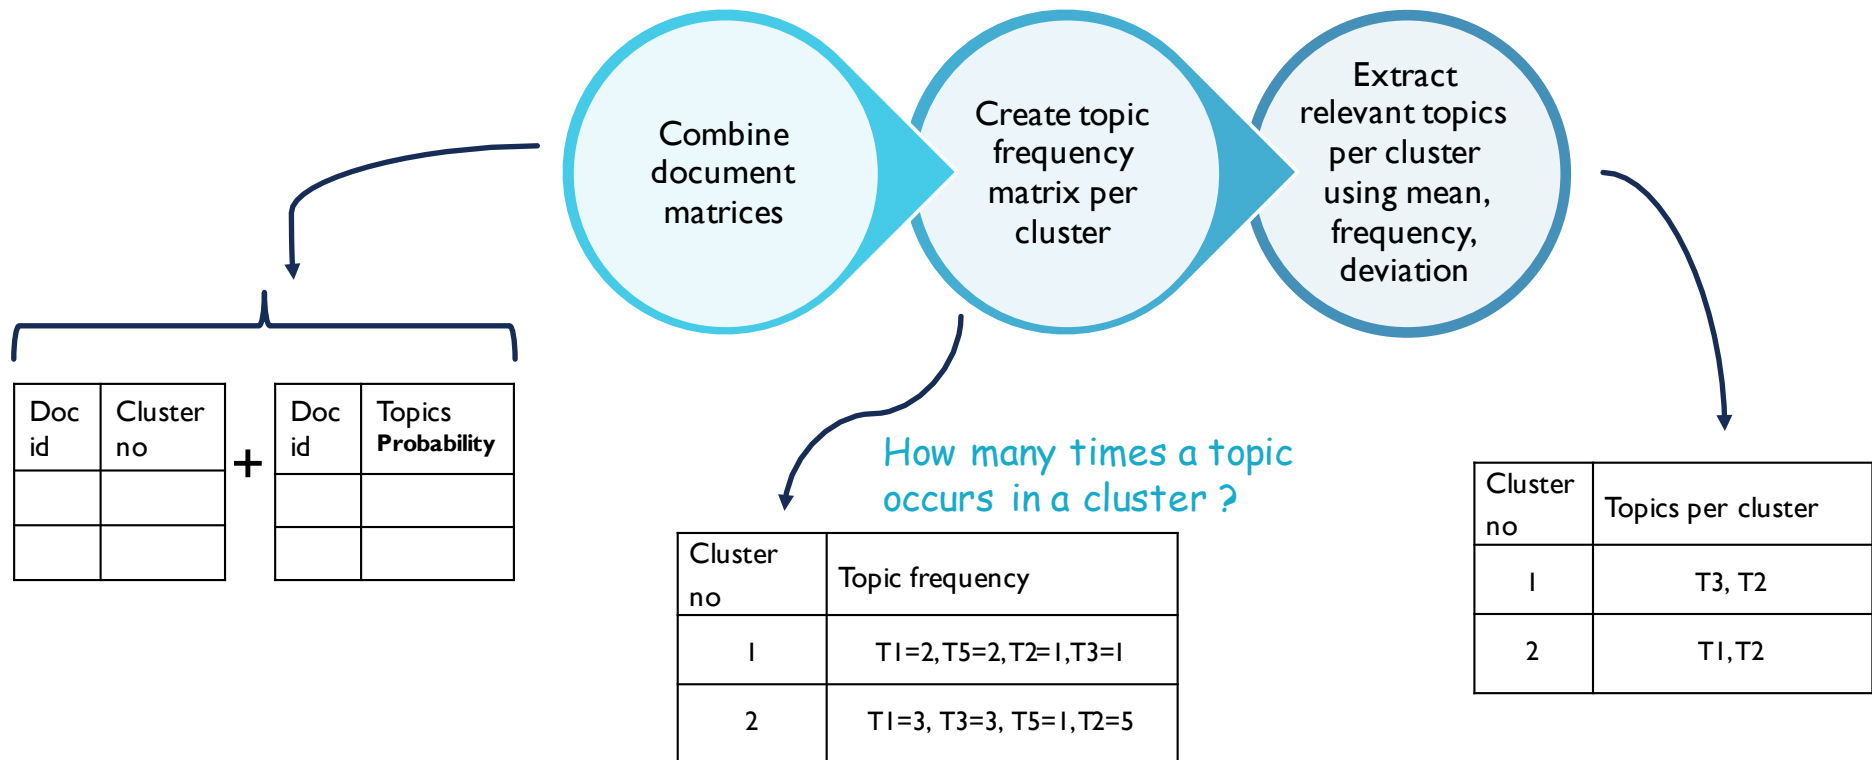 Combine
document
matrices
Create topic
frequency
matrix per
cluster
Extract
relevant topics
per cluster
using mean,
frequency,
deviation
Doc
id
Cluster
no
+
Doc
id
Topics
Probability
How many times a topic
occurs in a cluster ?
Cluster
no
Topic frequency
1
T1=2,T5=2,T2=1,T3=1
2
T1=3, T3=3, T5=1,T2=5
Cluster
no
Topics per cluster
1
T3, T2
2
T1,T2